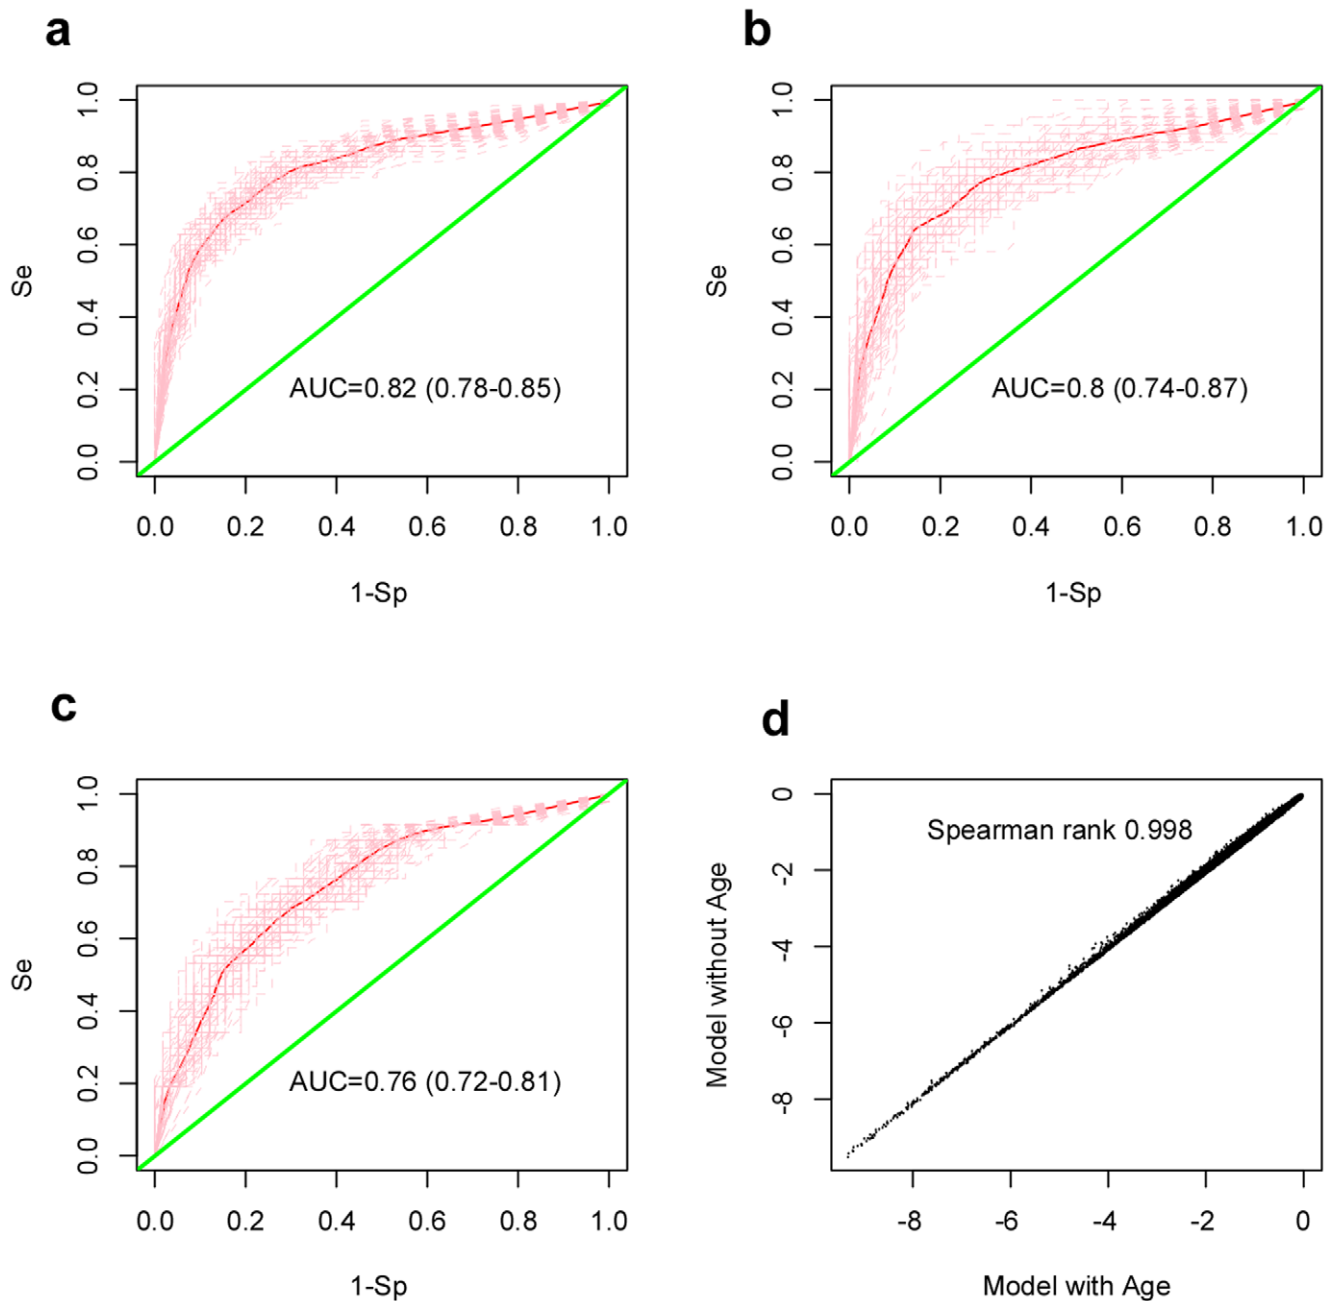 a
1.0
0.8
0.6
0.4
0.2
0.0
Se
AUC=0.82 (0.78-0.85)
0.0 0.2 0.4 0.6 0.8 1.0
1-Sp
b
1.0
0.8
0.6
0.4
0.2
0.0
Se
AUC=0.8 (0.74-0.87)
0.0 0.2 0.4 0.6 0.8 1.0
1-Sp
c
1.0
0.8
0.6
0.4
0.2
0.0
Se
AUC=0.76 (0.72-0.81)
0.0 0.2 0.4 0.6 0.8 1.0
1-Sp
d
0
-2
-4
-6
-8
Model without Age
Spearman rank 0.998
-8 -6 -4 -2 0
Model with Age